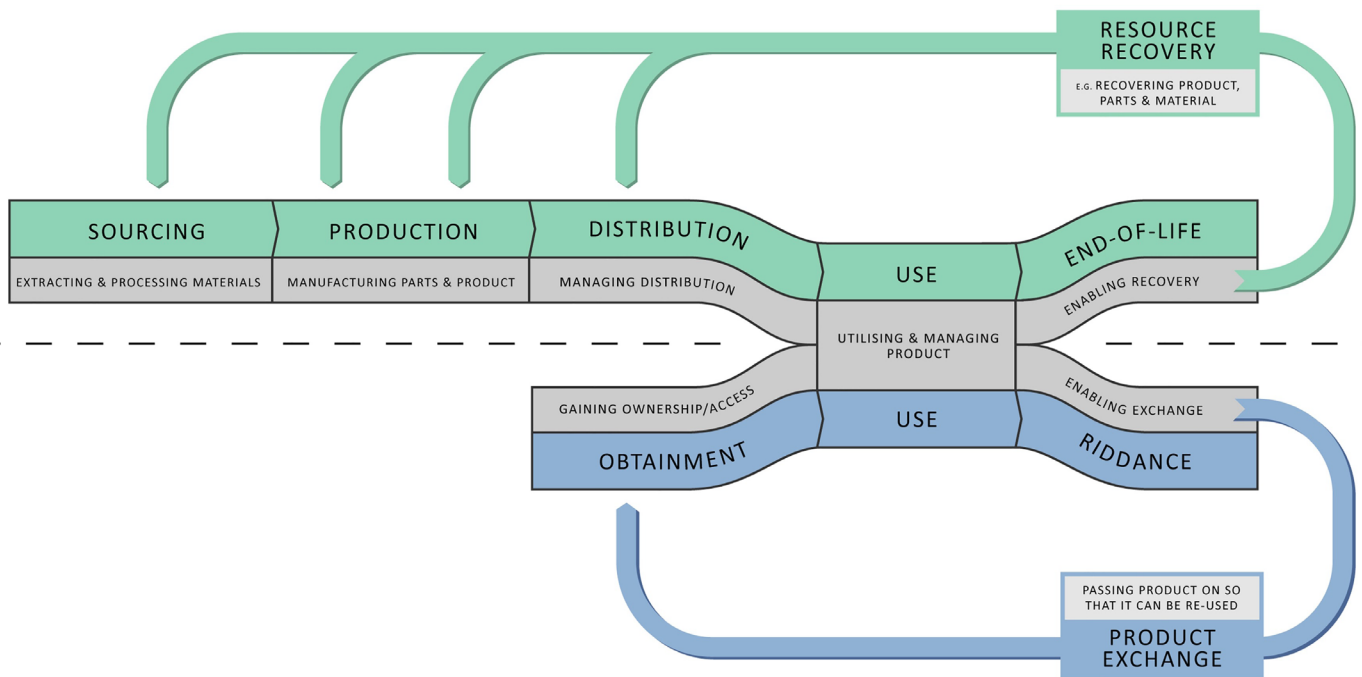 RESOURCE
RECOVERY
E.G. RECOVERING PRODUCT,
PARTS & MATERIAL
SOURCING
PRODUCTION
DISTRIBUTION
USE
END-OF-LIFE
EXTRACTING & PROCESSING MATERIALS
MANUFACTURING PARTS & PRODUCT
MANAGING DISTRIBUTION
UTILISING & MANAGING
PRODUCT
ENABLING RECOVERY
GAINING OWNERSHIP/ACCESS
ENABLING EXCHANGE
OBTAINMENT
USE
RIDDANCE
PASSING PRODUCT ON SO
THAT IT CAN BE RE-USED
PRODUCT
EXCHANGE